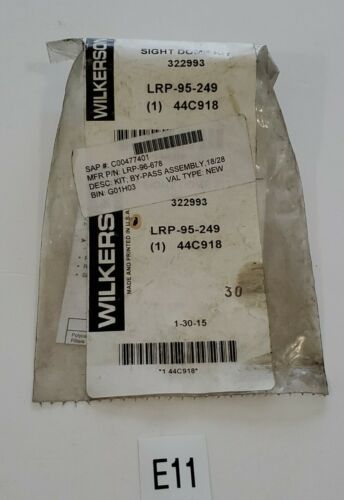 WILKERSON
SIGHT DOME KIT
322993
LRP-95-249
(1) 44C918
SAP #: C00477401
MFR P/N: LRP-96-678
DESC: KIT: BY-PASS ASSEMBLY,18/28
BIN: G01H03 VAL TYPE: NEW
322993
LRP-95-249
(1) 44C918
WILKERSON
MADE AND PRINTED IN U.S.A.
30
1-30-15
*1 44C918*
E11